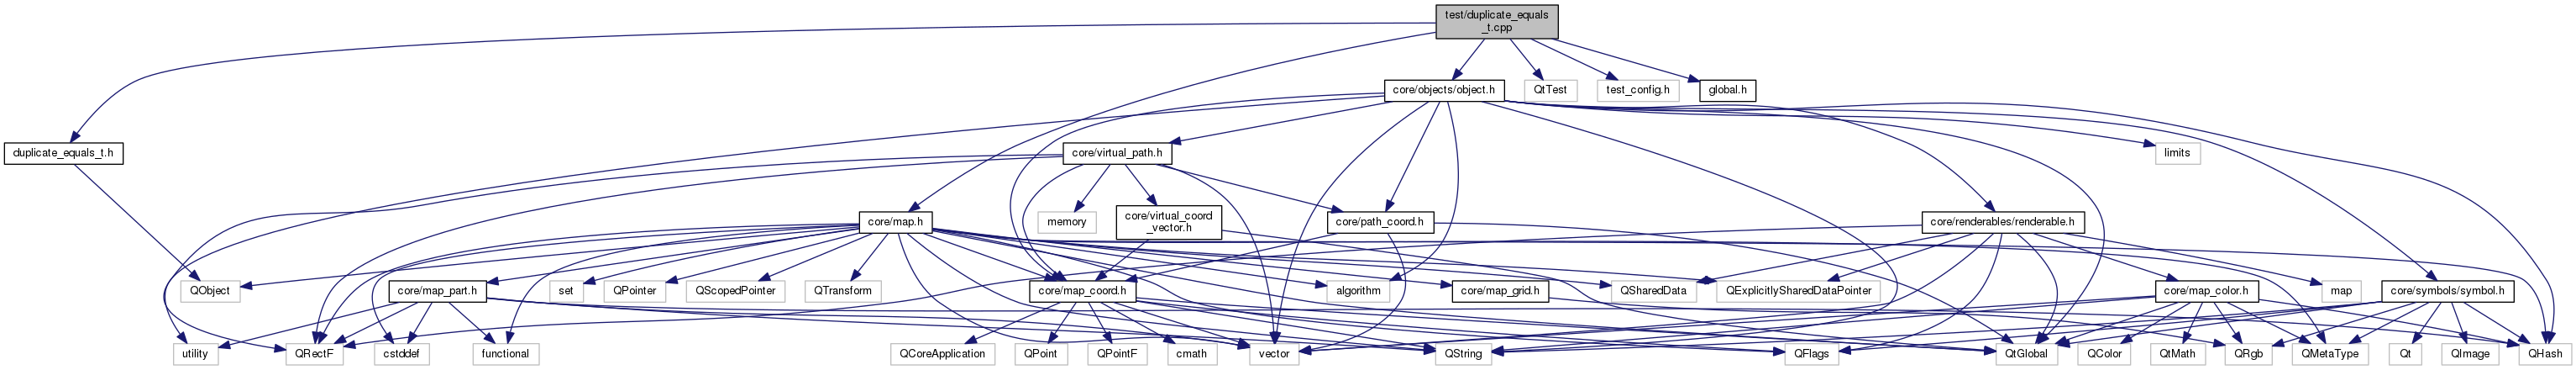 test/duplicate_equals
_t.cpp
core/objects/object.h
QtTest
test_config.h
global.h
duplicate_equals_t.h
core/virtual_path.h
limits
memory
core/virtual_coord
_vector.h
core/map.h
core/path_coord.h
core/renderables/renderable.h
QObject
core/map_part.h
set
QPointer
QScopedPointer
QTransform
core/map_coord.h
algorithm
core/map_grid.h
QSharedData
QExplicitlySharedDataPointer
core/map_color.h
map
core/symbols/symbol.h
utility
QRectF
cstddef
functional
QCoreApplication
QPoint
QPointF
cmath
vector
QString
QFlags
QtGlobal
QColor
QtMath
QRgb
QMetaType
Qt
QImage
QHash